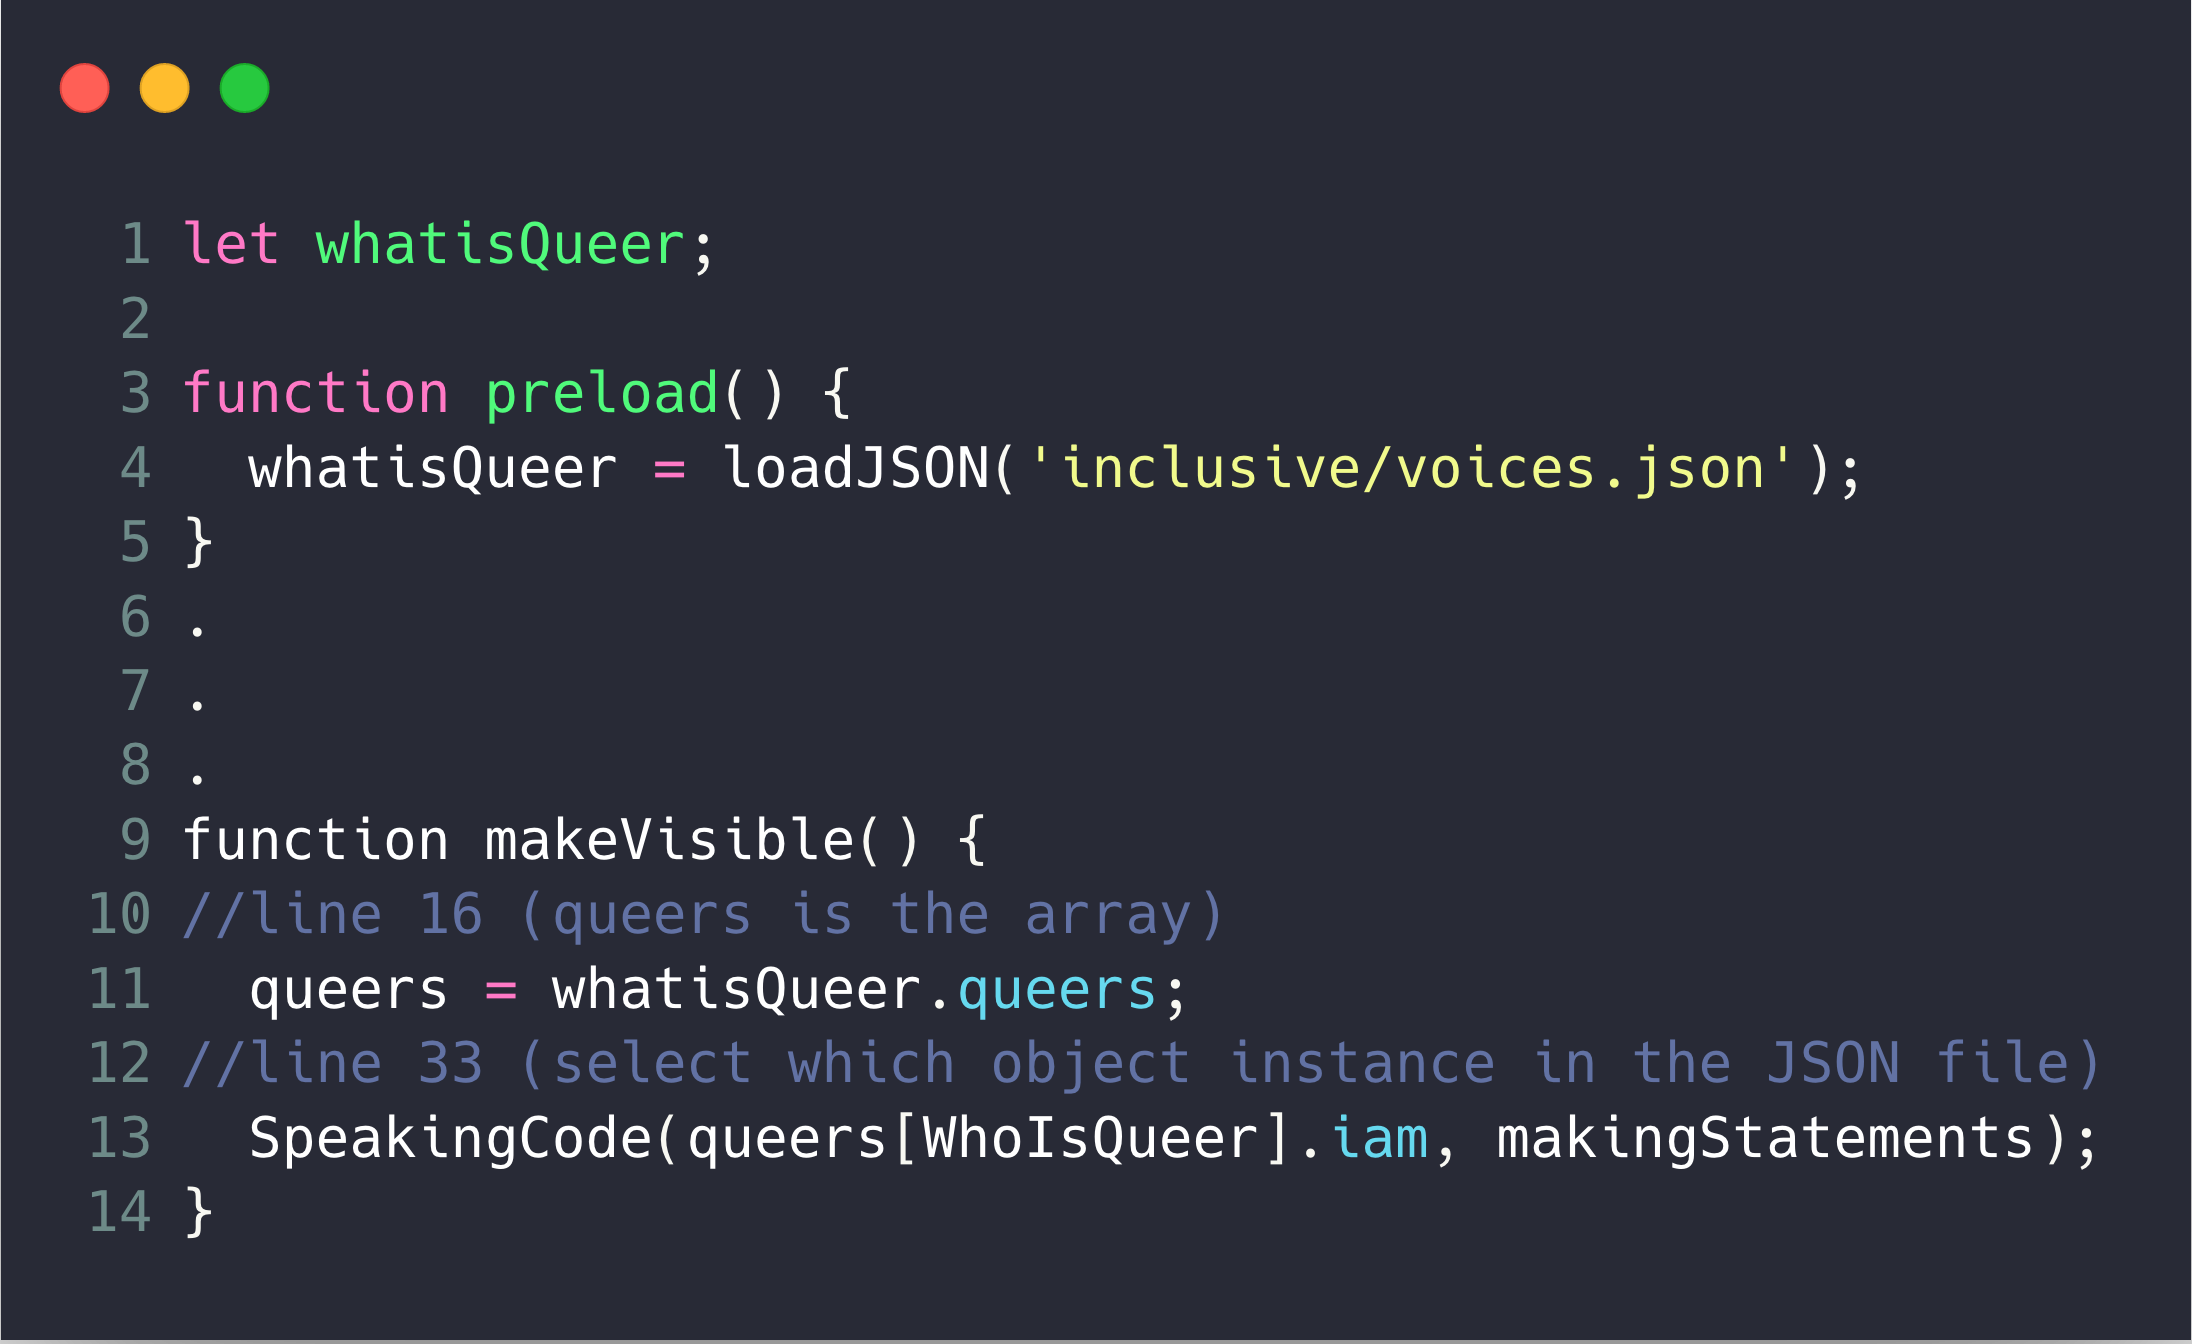 1 let whatisQueer;
2
3 function preload() {
4   whatisQueer = loadJSON('inclusive/voices.json');
5 }
6 .
7 .
8 .
9 function makeVisible() {
10 //line 16 (queers is the array)
11   queers = whatisQueer.queers;
12 //line 33 (select which object instance in the JSON file)
13   SpeakingCode(queers[WhoIsQueer].iam, makingStatements);
14 }